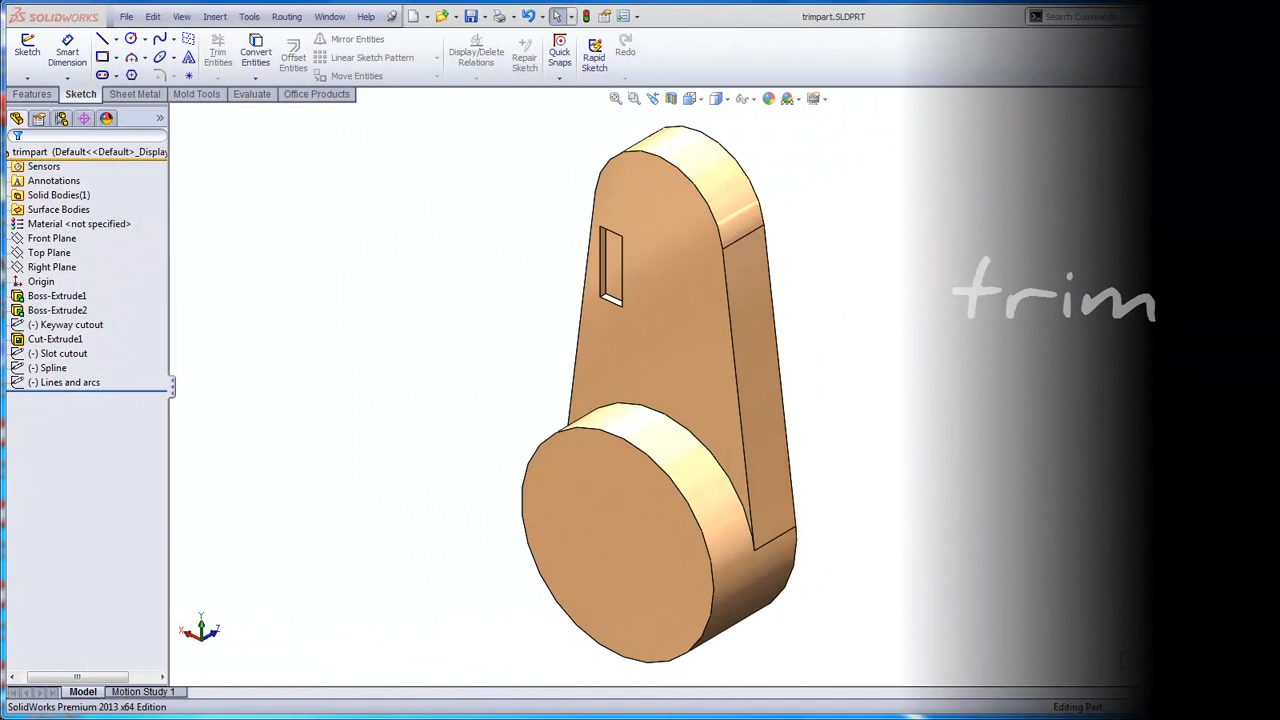 SOLIDWORKS File Edit View Insert Tools Routing Window Help trimpart.SLDPRT Search Commands
Sketch Smart Dimension Trim Entities Convert Entities Offset Entities Mirror Entities Linear Sketch Pattern Move Entities Display/Delete Relations Repair Sketch Quick Snaps Rapid Sketch Redo
Features Sketch Sheet Metal Mold Tools Evaluate Office Products
trimpart (Default<<Default>_Display
Sensors
Annotations
Solid Bodies(1)
Surface Bodies
Material <not specified>
Front Plane
Top Plane
Right Plane
Origin
Boss-Extrude1
Boss-Extrude2
(-) Keyway cutout
Cut-Extrude1
(-) Slot cutout
(-) Spline
(-) Lines and arcs
trim
Y
X Z
Model Motion Study 1
SolidWorks Premium 2013 x64 Edition Editing Part